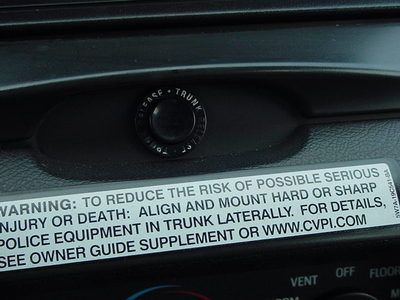 TRUNK
WARNING: TO REDUCE THE RISK OF POSSIBLE SERIOUS
INJURY OR DEATH: ALIGN AND MOUNT HARD OR SHARP
POLICE EQUIPMENT IN TRUNK LATERALLY. FOR DETAILS,
SEE OWNER GUIDE SUPPLEMENT OR WWW.CVPI.COM
VENT OFF FLOOR